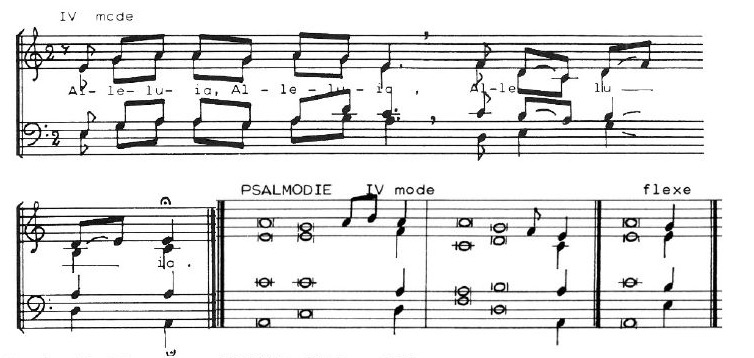 IV mode
Al - le - lu - ia, Al - le - lu - ia, Al-le lu
ia.
PSALMODIE IV mode flexe